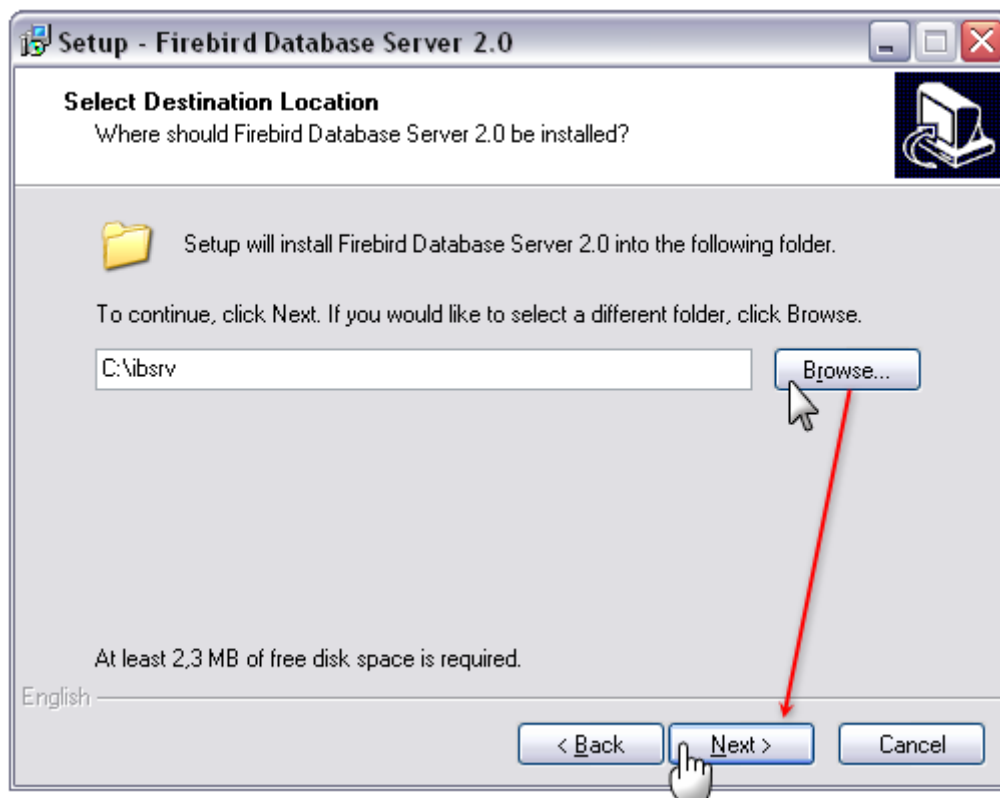 Setup - Firebird Database Server 2.0
Select Destination Location
Where should Firebird Database Server 2.0 be installed?
Setup will install Firebird Database Server 2.0 into the following folder.
To continue, click Next. If you would like to select a different folder, click Browse.
C:\ibsrv
Browse...
At least 2,3 MB of free disk space is required.
English
< Back
Next >
Cancel